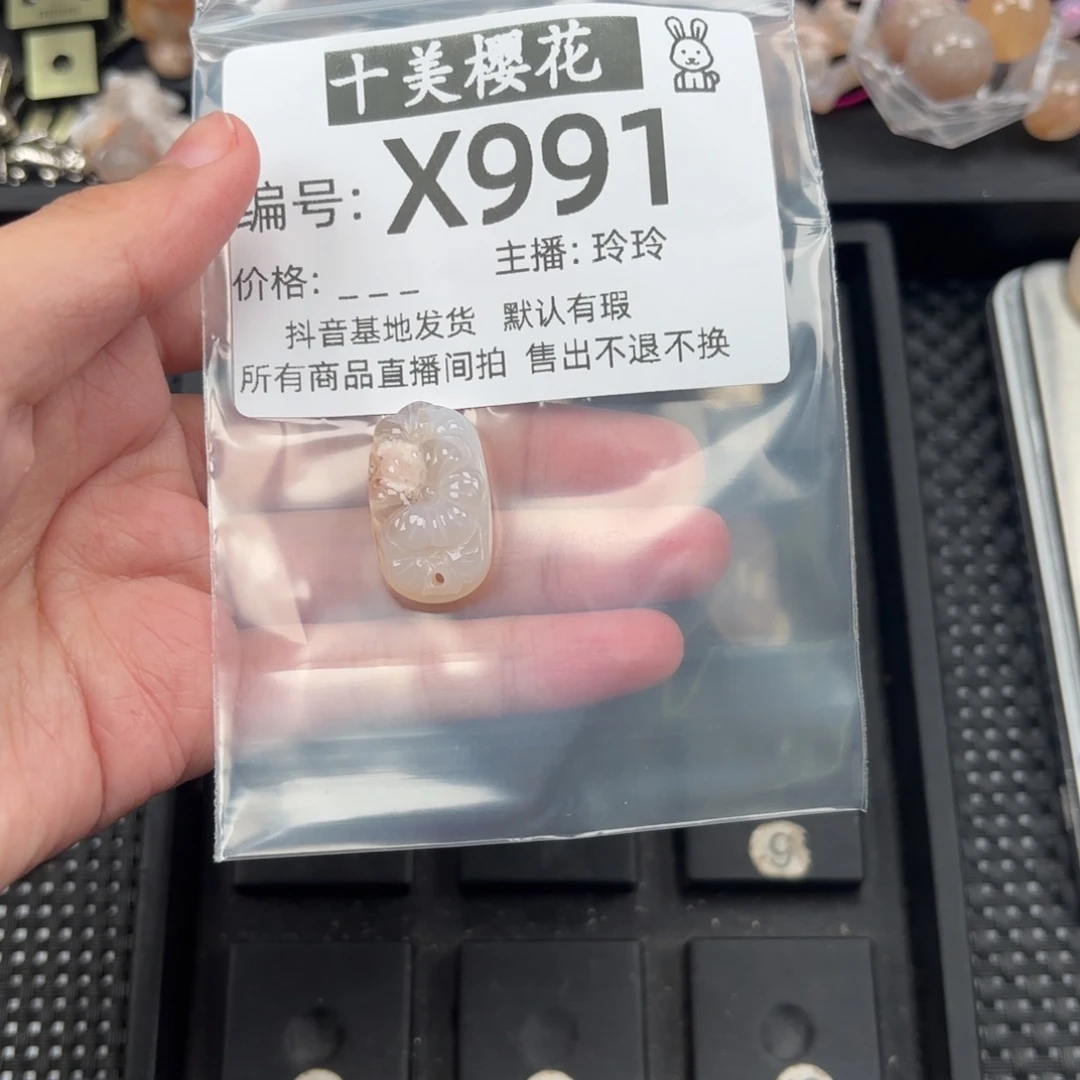 十美樱花
编号: X991
价格: _ _ _ 主播: 玲玲
抖音基地发货 默认有瑕
所有商品直播间拍 售出不退不换
9